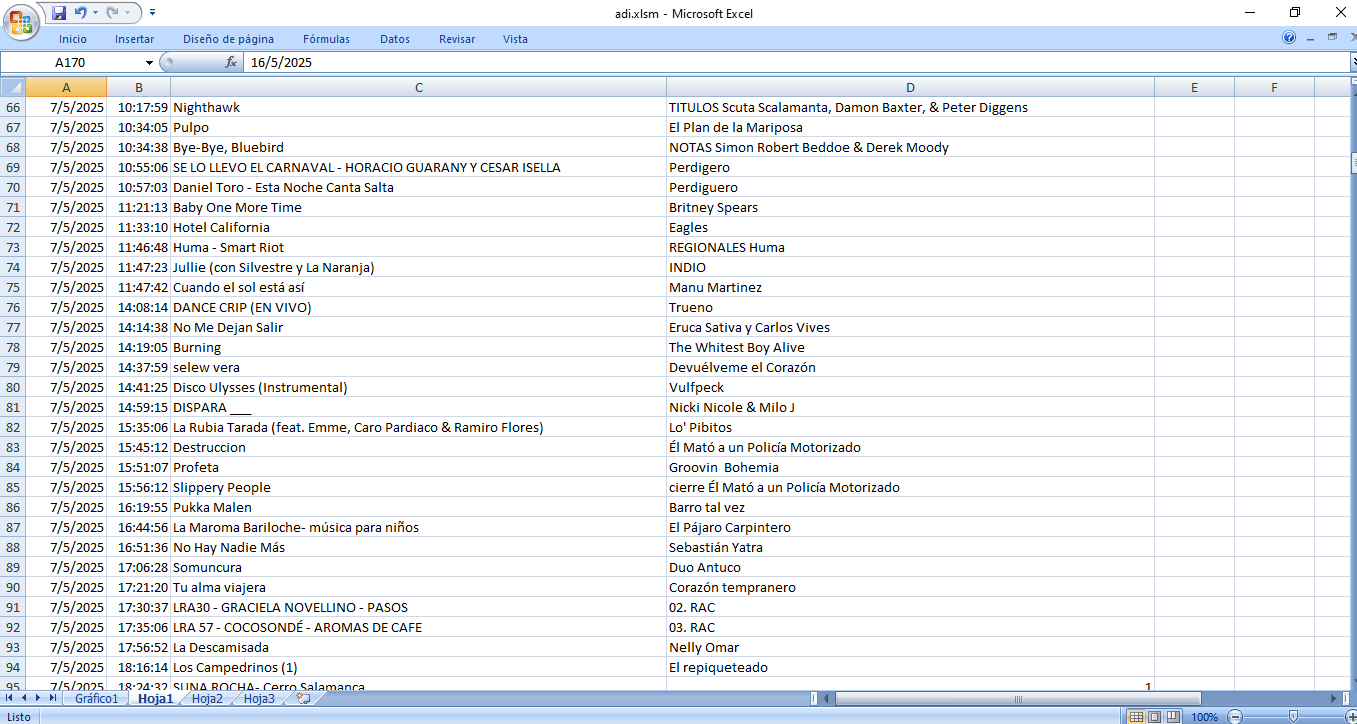 adi.xlsm - Microsoft Excel
Inicio Insertar Diseño de página Fórmulas Datos Revisar Vista
A170 fx 16/5/2025
A B C D E F
66 7/5/2025 10:17:59 Nighthawk TITULOS Scuta Scalamanta, Damon Baxter, & Peter Diggens
67 7/5/2025 10:34:05 Pulpo El Plan de la Mariposa
68 7/5/2025 10:34:38 Bye-Bye, Bluebird NOTAS Simon Robert Beddoe & Derek Moody
69 7/5/2025 10:55:06 SE LO LLEVO EL CARNAVAL - HORACIO GUARANY Y CESAR ISELLA Perdigero
70 7/5/2025 10:57:03 Daniel Toro - Esta Noche Canta Salta Perdiguero
71 7/5/2025 11:21:13 Baby One More Time Britney Spears
72 7/5/2025 11:33:10 Hotel California Eagles
73 7/5/2025 11:46:48 Huma - Smart Riot REGIONALES Huma
74 7/5/2025 11:47:23 Jullie (con Silvestre y La Naranja) INDIO
75 7/5/2025 11:47:42 Cuando el sol está así Manu Martinez
76 7/5/2025 14:08:14 DANCE CRIP (EN VIVO) Trueno
77 7/5/2025 14:14:38 No Me Dejan Salir Eruca Sativa y Carlos Vives
78 7/5/2025 14:19:05 Burning The Whitest Boy Alive
79 7/5/2025 14:37:59 selew vera Devuélveme el Corazón
80 7/5/2025 14:41:25 Disco Ulysses (Instrumental) Vulfpeck
81 7/5/2025 14:59:15 DISPARA ___ Nicki Nicole & Milo J
82 7/5/2025 15:35:06 La Rubia Tarada (feat. Emme, Caro Pardiaco & Ramiro Flores) Lo' Pibitos
83 7/5/2025 15:45:12 Destruccion Él Mató a un Policía Motorizado
84 7/5/2025 15:51:07 Profeta Groovin  Bohemia
85 7/5/2025 15:56:12 Slippery People cierre Él Mató a un Policía Motorizado
86 7/5/2025 16:19:55 Pukka Malen Barro tal vez
87 7/5/2025 16:44:56 La Maroma Bariloche- música para niños El Pájaro Carpintero
88 7/5/2025 16:51:36 No Hay Nadie Más Sebastián Yatra
89 7/5/2025 17:06:28 Somuncura Duo Antuco
90 7/5/2025 17:21:20 Tu alma viajera Corazón tempranero
91 7/5/2025 17:30:37 LRA30 - GRACIELA NOVELLINO - PASOS 02. RAC
92 7/5/2025 17:35:06 LRA 57 - COCOSONDÉ - AROMAS DE CAFE 03. RAC
93 7/5/2025 17:56:52 La Descamisada Nelly Omar
94 7/5/2025 18:16:14 Los Campedrinos (1) El repiqueteado
95 7/5/2025 18:24:32 SUNA ROCHA- Cerro Salamanca 1
Gráfico1 Hoja1 Hoja2 Hoja3
Listo 100%